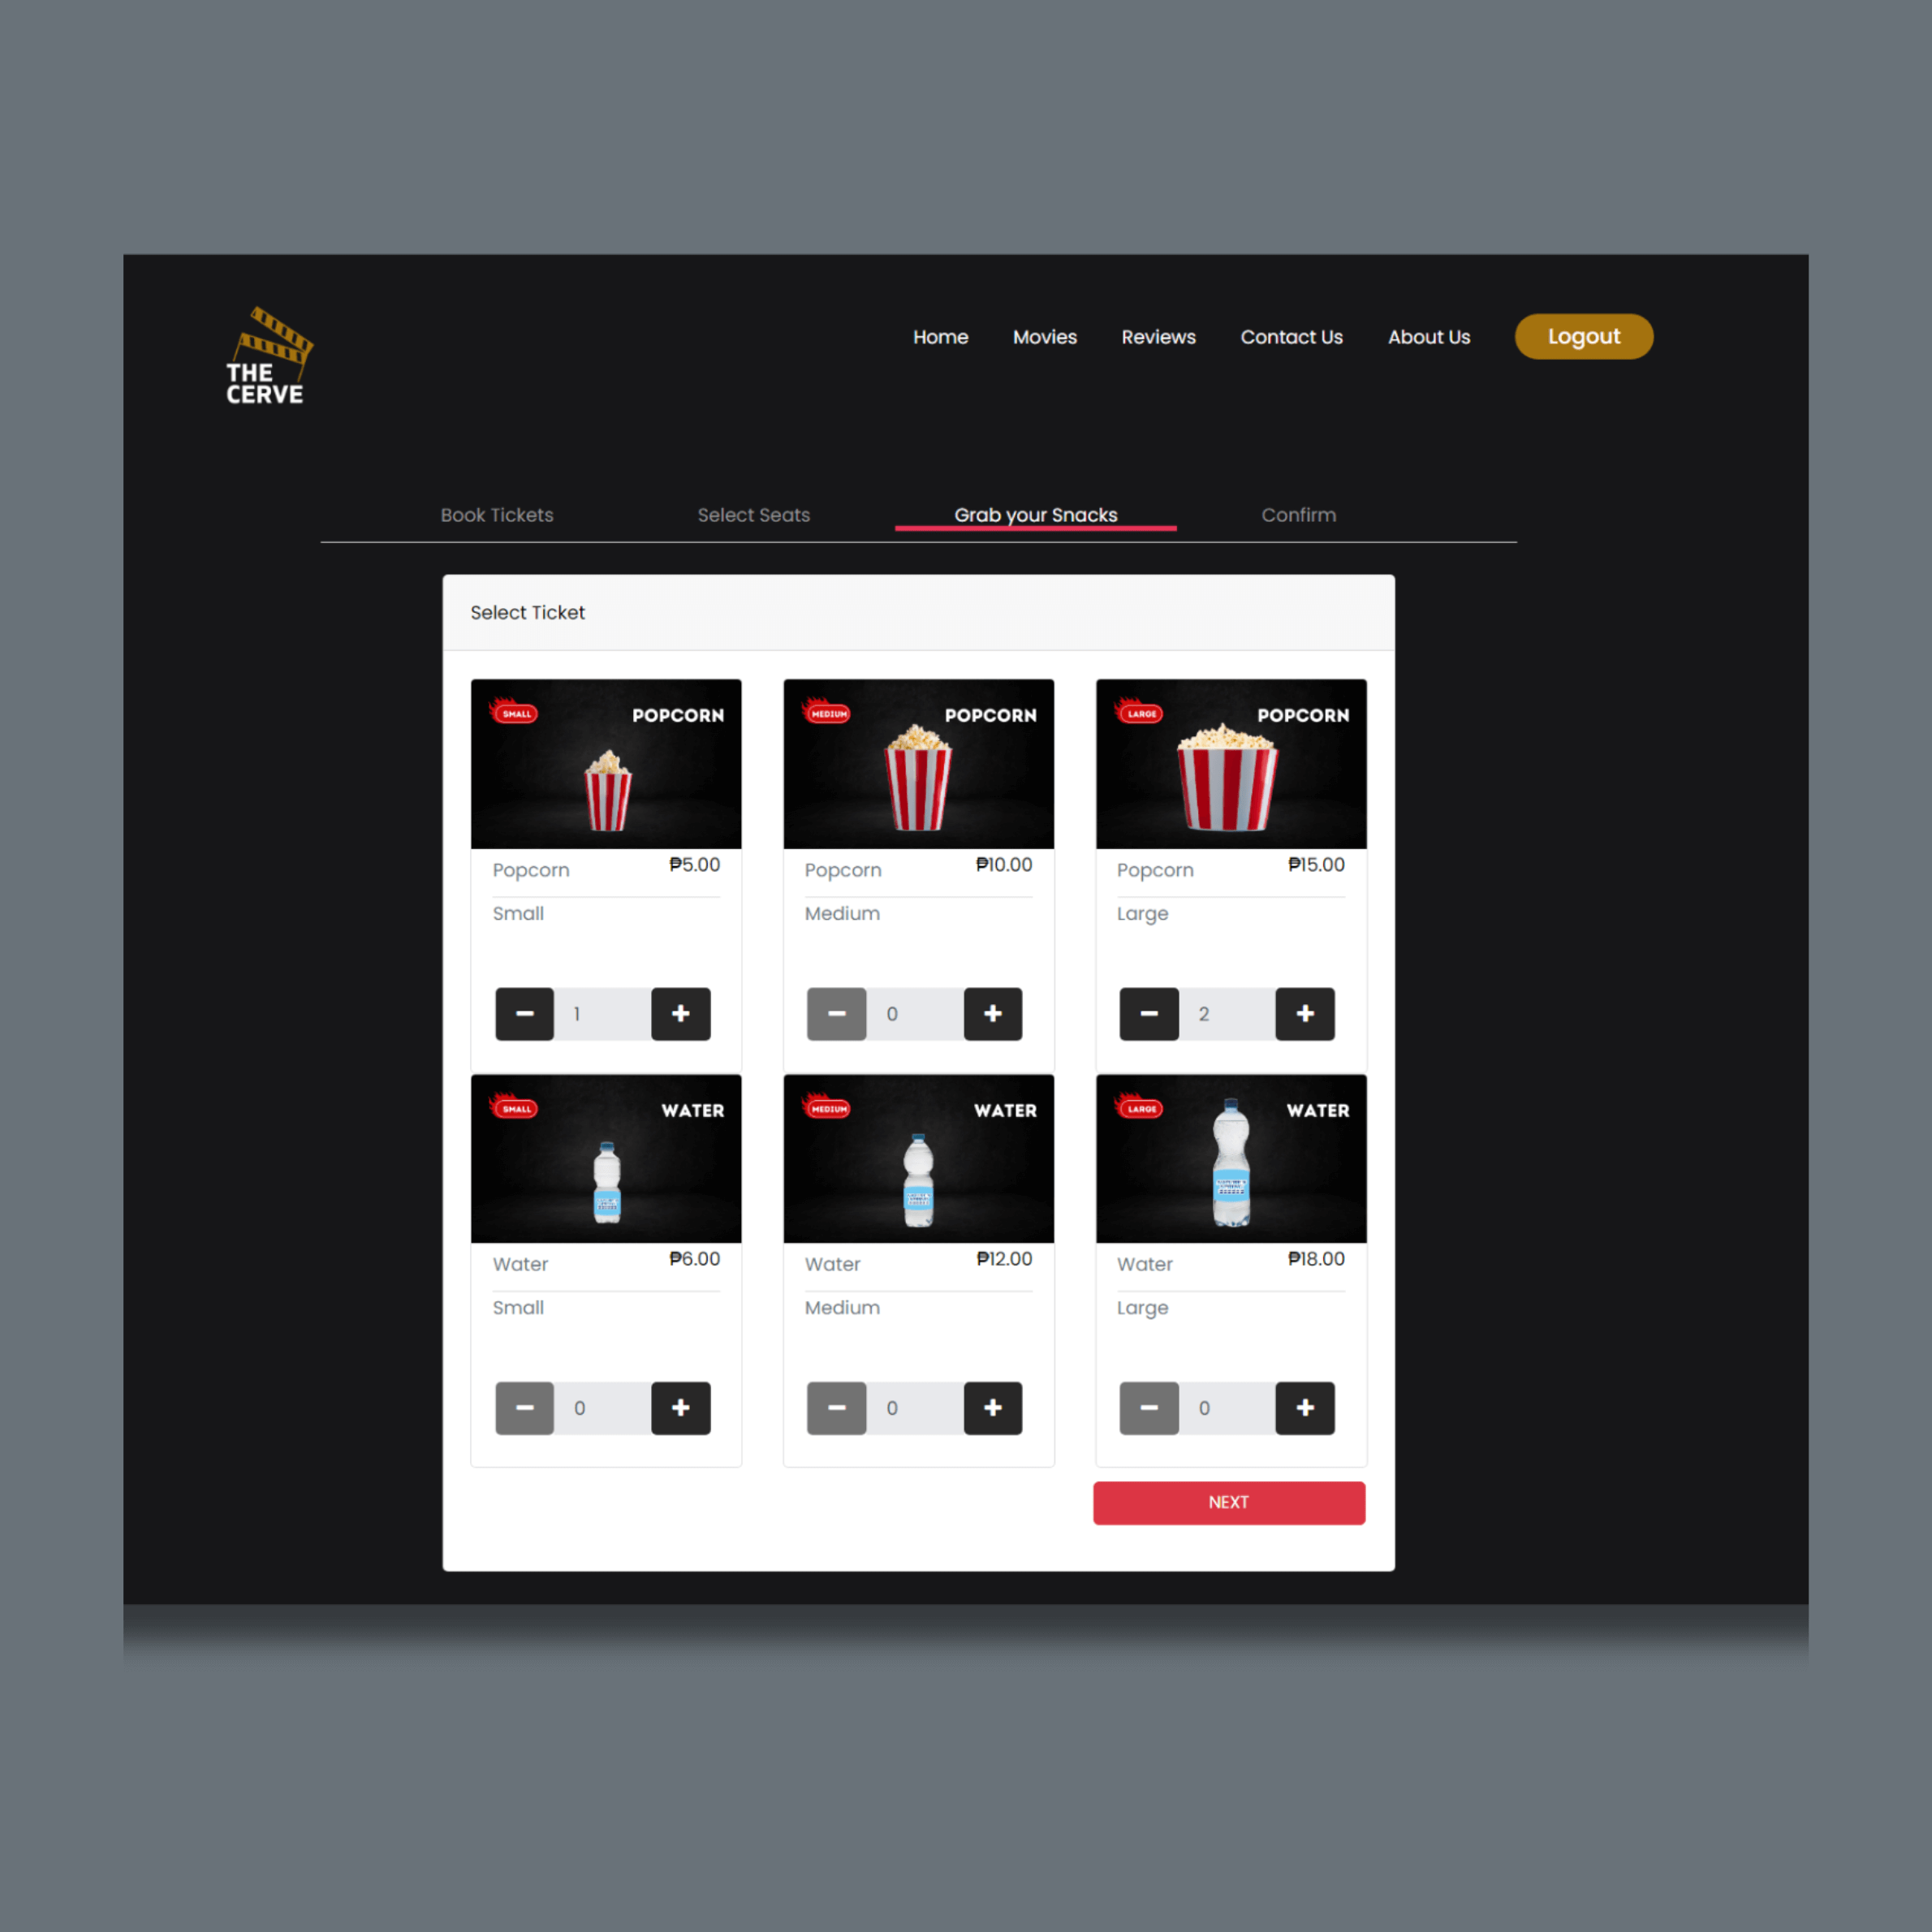 THE
CERVE
Home Movies Reviews Contact Us About Us Logout
Book Tickets Select Seats Grab your Snacks Confirm
Select Ticket
SMALL POPCORN
MEDIUM POPCORN
LARGE POPCORN
Popcorn ₱5.00
Small
Popcorn ₱10.00
Medium
Popcorn ₱15.00
Large
− 1 +
− 0 +
− 2 +
SMALL WATER
MEDIUM WATER
LARGE WATER
Water ₱6.00
Small
Water ₱12.00
Medium
Water ₱18.00
Large
− 0 +
− 0 +
− 0 +
NEXT